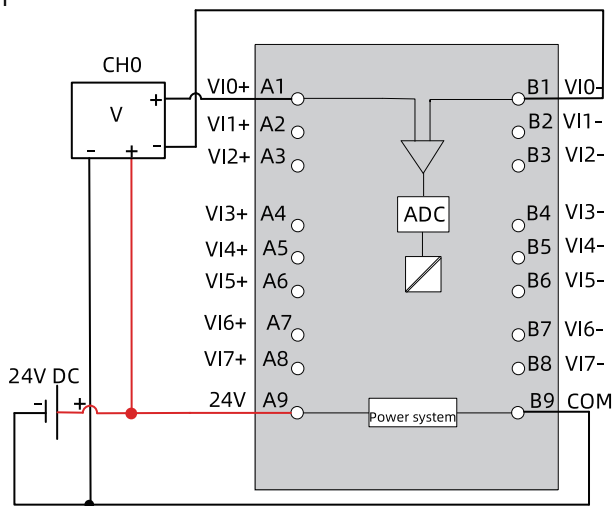 CH0
V
+
-
-
+
VI0+ A1
B1 VI0-
VI1+ A2
B2 VI1-
VI2+ A3
B3 VI2-
ADC
VI3+ A4
B4 VI3-
VI4+ A5
B5 VI4-
VI5+ A6
B6 VI5-
VI6+ A7
B7 VI6-
VI7+ A8
B8 VI7-
24V DC
- +
24V A9
Power system
B9 COM